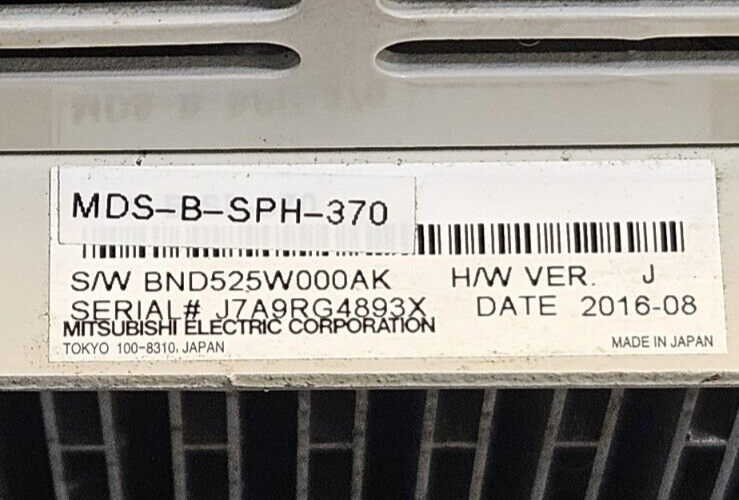 MDS-B-SPH-370
S/W BND525W000AK H/W VER. J
SERIAL# J7A9RG4893X DATE 2016-08
MITSUBISHI ELECTRIC CORPORATION
TOKYO 100-8310, JAPAN MADE IN JAPAN